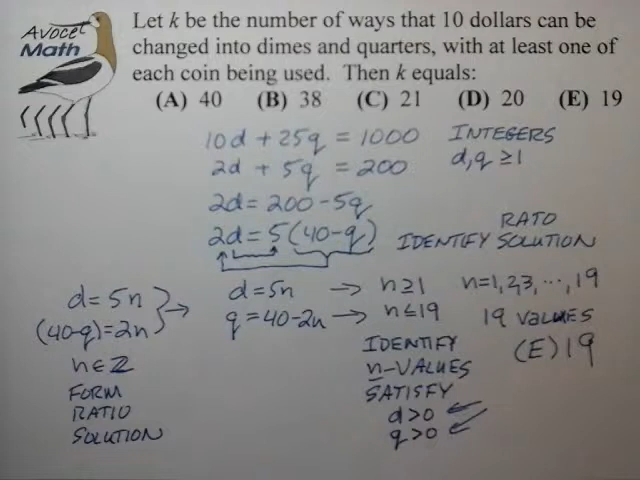 Avocet
Math
Let k be the number of ways that 10 dollars can be
changed into dimes and quarters, with at least one of
each coin being used. Then k equals:
(A) 40 (B) 38 (C) 21 (D) 20 (E) 19
10d + 25q = 1000 INTEGERS
2d + 5q = 200 d,q ≥ 1
2d = 200 - 5q
2d = 5(40-q) IDENTIFY RATO SOLUTION
d = 5n
(40-q) = 2n
n ∈ Z
FORM
RATIO
SOLUTION
d = 5n → n ≥ 1 n = 1,2,3, ..., 19
q = 40 - 2n → n ≤ 19 19 VALUES
IDENTIFY (E) 19
n-VALUES
SATISFY
d > 0
q > 0